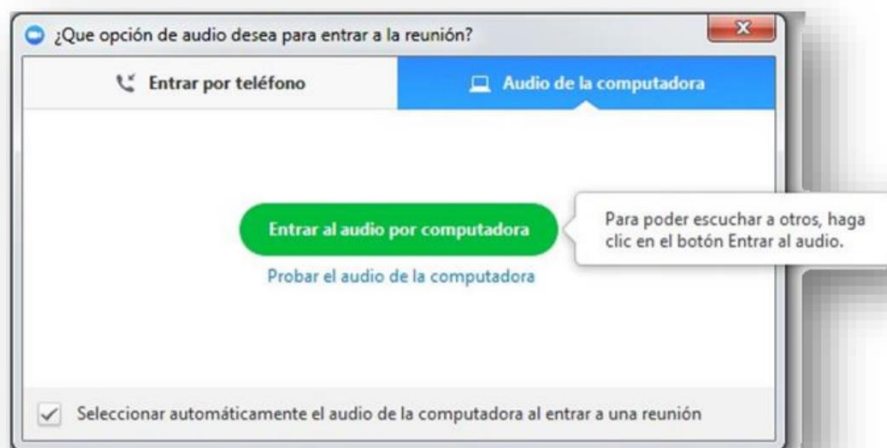 ¿Que opción de audio desea para entrar a la reunión?
Entrar por teléfono
Audio de la computadora
Entrar al audio por computadora
Para poder escuchar a otros, haga
clic en el botón Entrar al audio.
Probar el audio de la computadora
Seleccionar automáticamente el audio de la computadora al entrar a una reunión